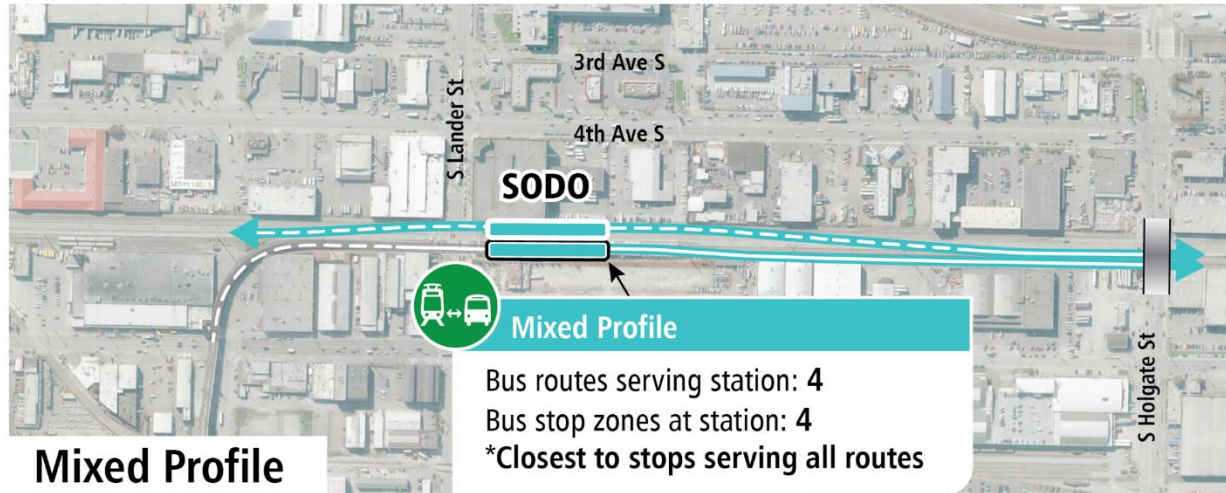 3rd Ave S
4th Ave S
S. Lander St
SODO
S Holgate St
Mixed Profile
Bus routes serving station: 4
Bus stop zones at station: 4
*Closest to stops serving all routes
Mixed Profile